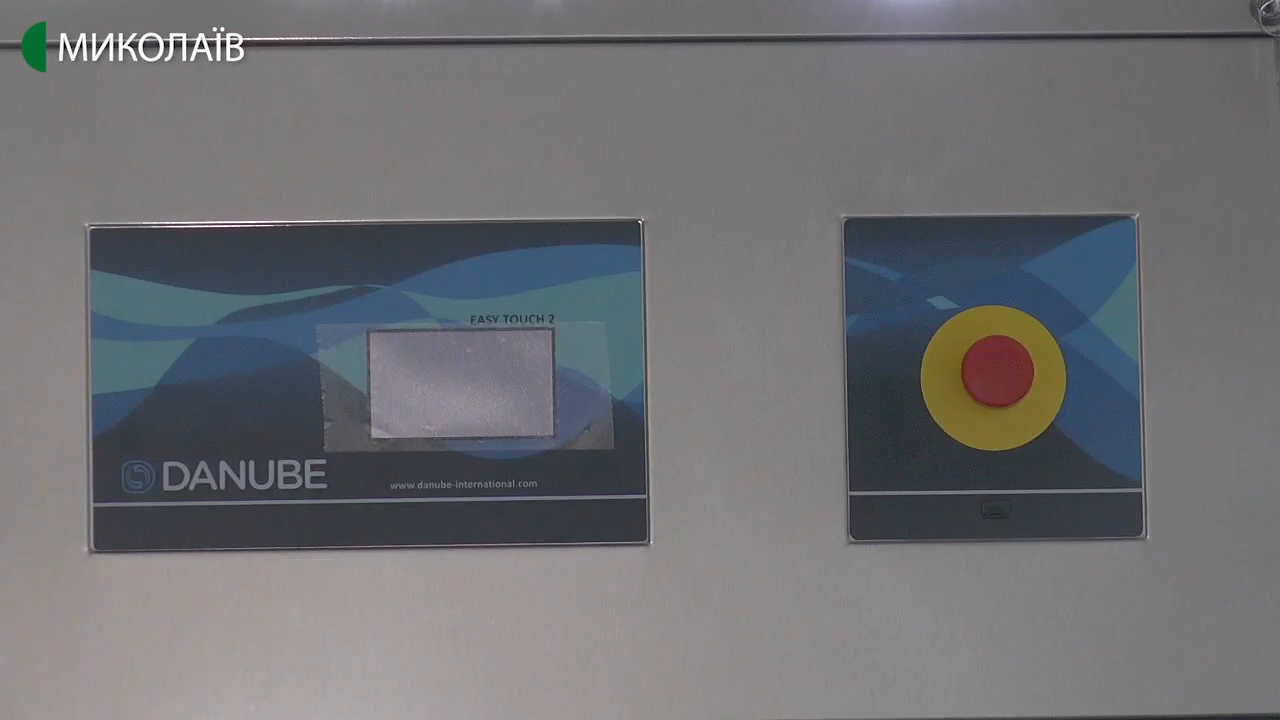 МИКОЛАЇВ
EASY TOUCH 2
DANUBE
www.danube-international.com